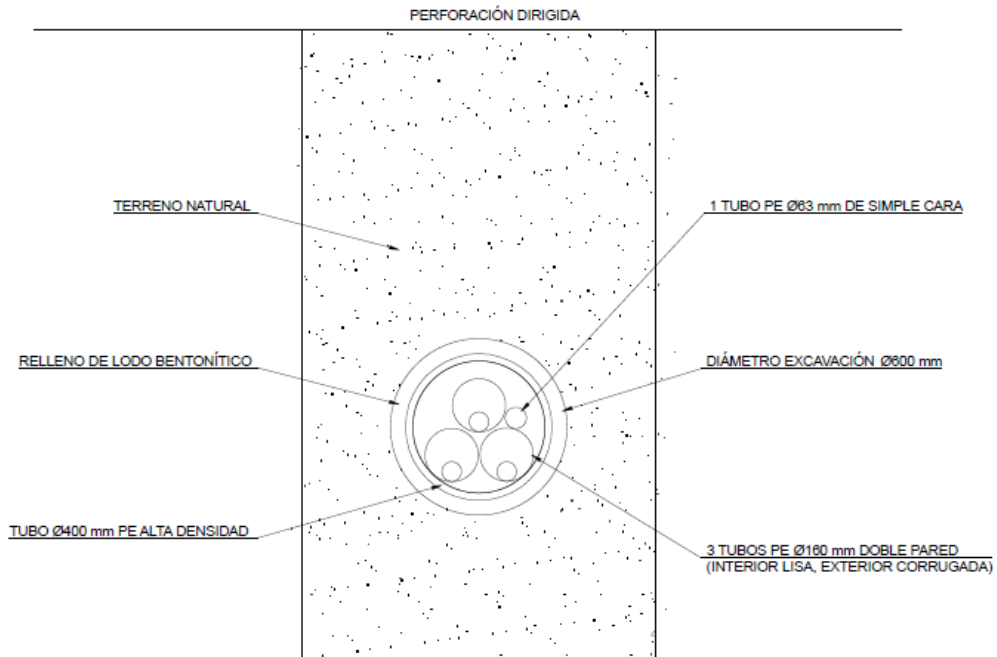 PERFORACIÓN DIRIGIDA
TERRENO NATURAL
1 TUBO PE Ø63 mm DE SIMPLE CARA
RELLENO DE LODO BENTONÍTICO
DIÁMETRO EXCAVACIÓN Ø600 mm
TUBO Ø400 mm PE ALTA DENSIDAD
3 TUBOS PE Ø160 mm DOBLE PARED
(INTERIOR LISA, EXTERIOR CORRUGADA)